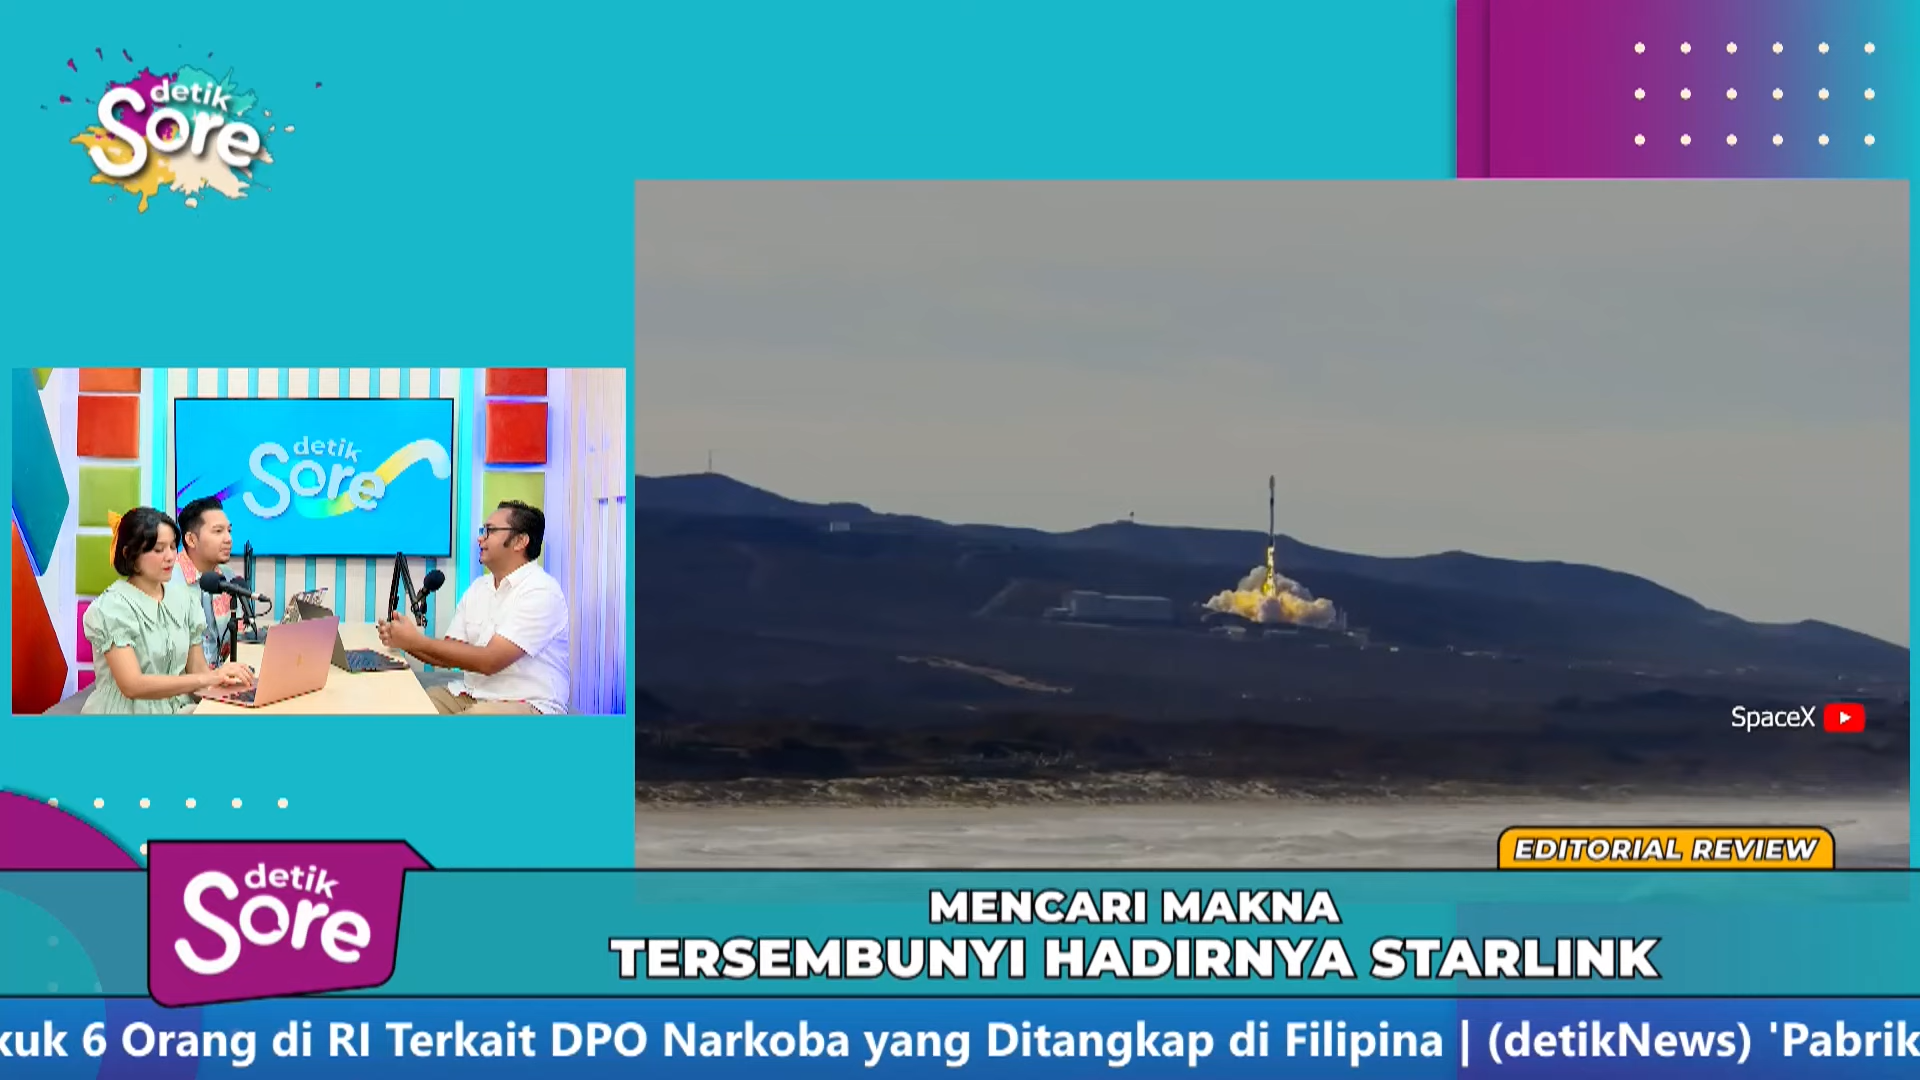 detik
Sore
detik
Sore
SpaceX
EDITORIAL REVIEW
detik
Sore
MENCARI MAKNA
TERSEMBUNYI HADIRNYA STARLINK
kuk 6 Orang di RI Terkait DPO Narkoba yang Ditangkap di Filipina | (detikNews) 'Pabrik